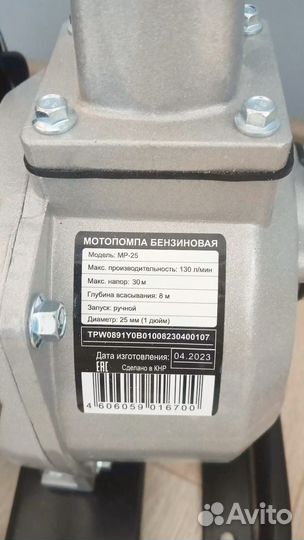 МОТОПОМПА БЕНЗИНОВАЯ
Модель: MP-25
Макс. производительность: 130 л/мин
Макс. напор: 30 м
Глубина всасывания: 8 м
Запуск: ручной
Диаметр: 25 мм (1 дюйм)
TPW0891Y0B01008230400107
Дата изготовления: 04.2023
EAC Сделано в КНР
4 606059 016700
Avito